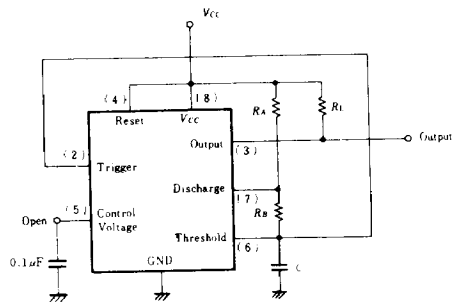 Vcc
(4)
(8
Reset
Vcc
RA
RL
Output
(3)
Output
(2)
Trigger
Discharge
(7)
(5)
Open
Control
Voltage
RB
Threshold
(6)
0.1µF
GND
C